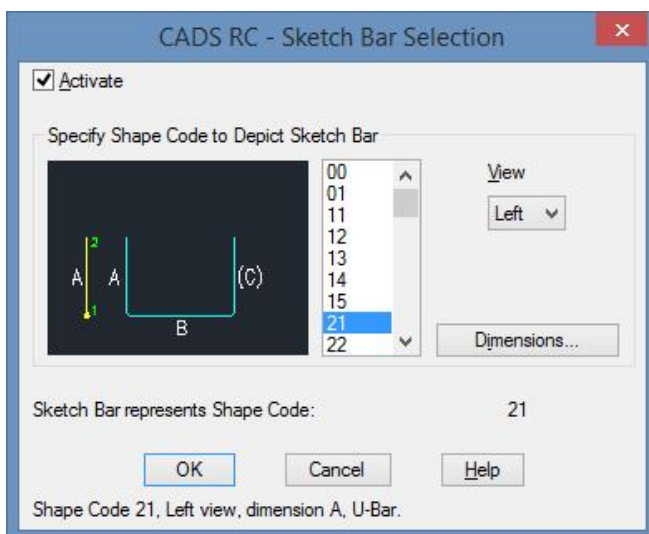 CADS RC - Sketch Bar Selection
Activate
Specify Shape Code to Depict Sketch Bar
00
01
11
12
13
14
15
21
22
2
A
1
A
(C)
B
View
Left
Dimensions...
Sketch Bar represents Shape Code: 21
OK Cancel Help
Shape Code 21, Left view, dimension A, U-Bar.